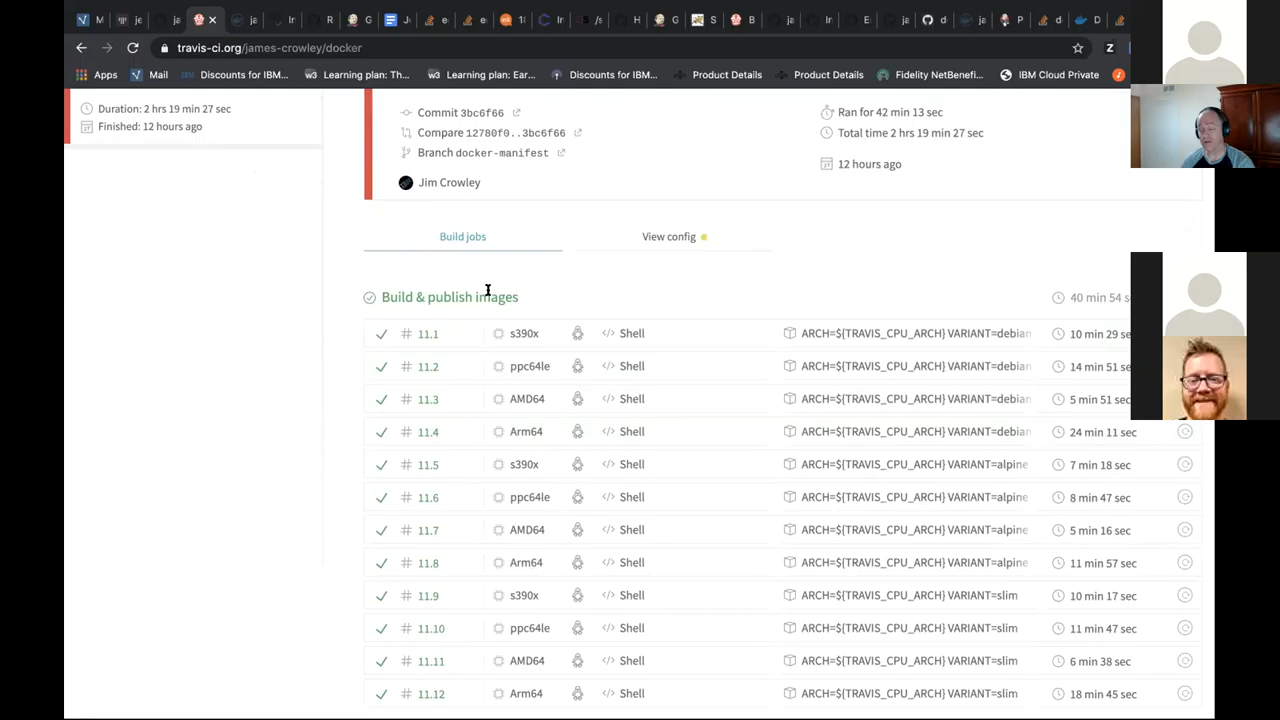 travis-ci.org/james-crowley/docker
Apps
Mail
Discounts for IBM...
w3 Learning plan: Th...
w3 Learning plan: Ear...
Discounts for IBM...
Product Details
Product Details
Fidelity NetBenefi...
IBM Cloud Private
Duration: 2 hrs 19 min 27 sec
Finished: 12 hours ago
Commit 3bc6f66
Compare 12780f0..3bc6f66
Branch docker-manifest
Jim Crowley
Ran for 42 min 13 sec
Total time 2 hrs 19 min 27 sec
12 hours ago
Build jobs
View config
Build & publish images
40 min 54 s
# 11.1 s390x Shell ARCH=${TRAVIS_CPU_ARCH} VARIANT=debian 10 min 29 sec
# 11.2 ppc64le Shell ARCH=${TRAVIS_CPU_ARCH} VARIANT=debian 14 min 51 sec
# 11.3 AMD64 Shell ARCH=${TRAVIS_CPU_ARCH} VARIANT=debian 5 min 51 sec
# 11.4 Arm64 Shell ARCH=${TRAVIS_CPU_ARCH} VARIANT=debian 24 min 11 sec
# 11.5 s390x Shell ARCH=${TRAVIS_CPU_ARCH} VARIANT=alpine 7 min 18 sec
# 11.6 ppc64le Shell ARCH=${TRAVIS_CPU_ARCH} VARIANT=alpine 8 min 47 sec
# 11.7 AMD64 Shell ARCH=${TRAVIS_CPU_ARCH} VARIANT=alpine 5 min 16 sec
# 11.8 Arm64 Shell ARCH=${TRAVIS_CPU_ARCH} VARIANT=alpine 11 min 57 sec
# 11.9 s390x Shell ARCH=${TRAVIS_CPU_ARCH} VARIANT=slim 10 min 17 sec
# 11.10 ppc64le Shell ARCH=${TRAVIS_CPU_ARCH} VARIANT=slim 11 min 47 sec
# 11.11 AMD64 Shell ARCH=${TRAVIS_CPU_ARCH} VARIANT=slim 6 min 38 sec
# 11.12 Arm64 Shell ARCH=${TRAVIS_CPU_ARCH} VARIANT=slim 18 min 45 sec